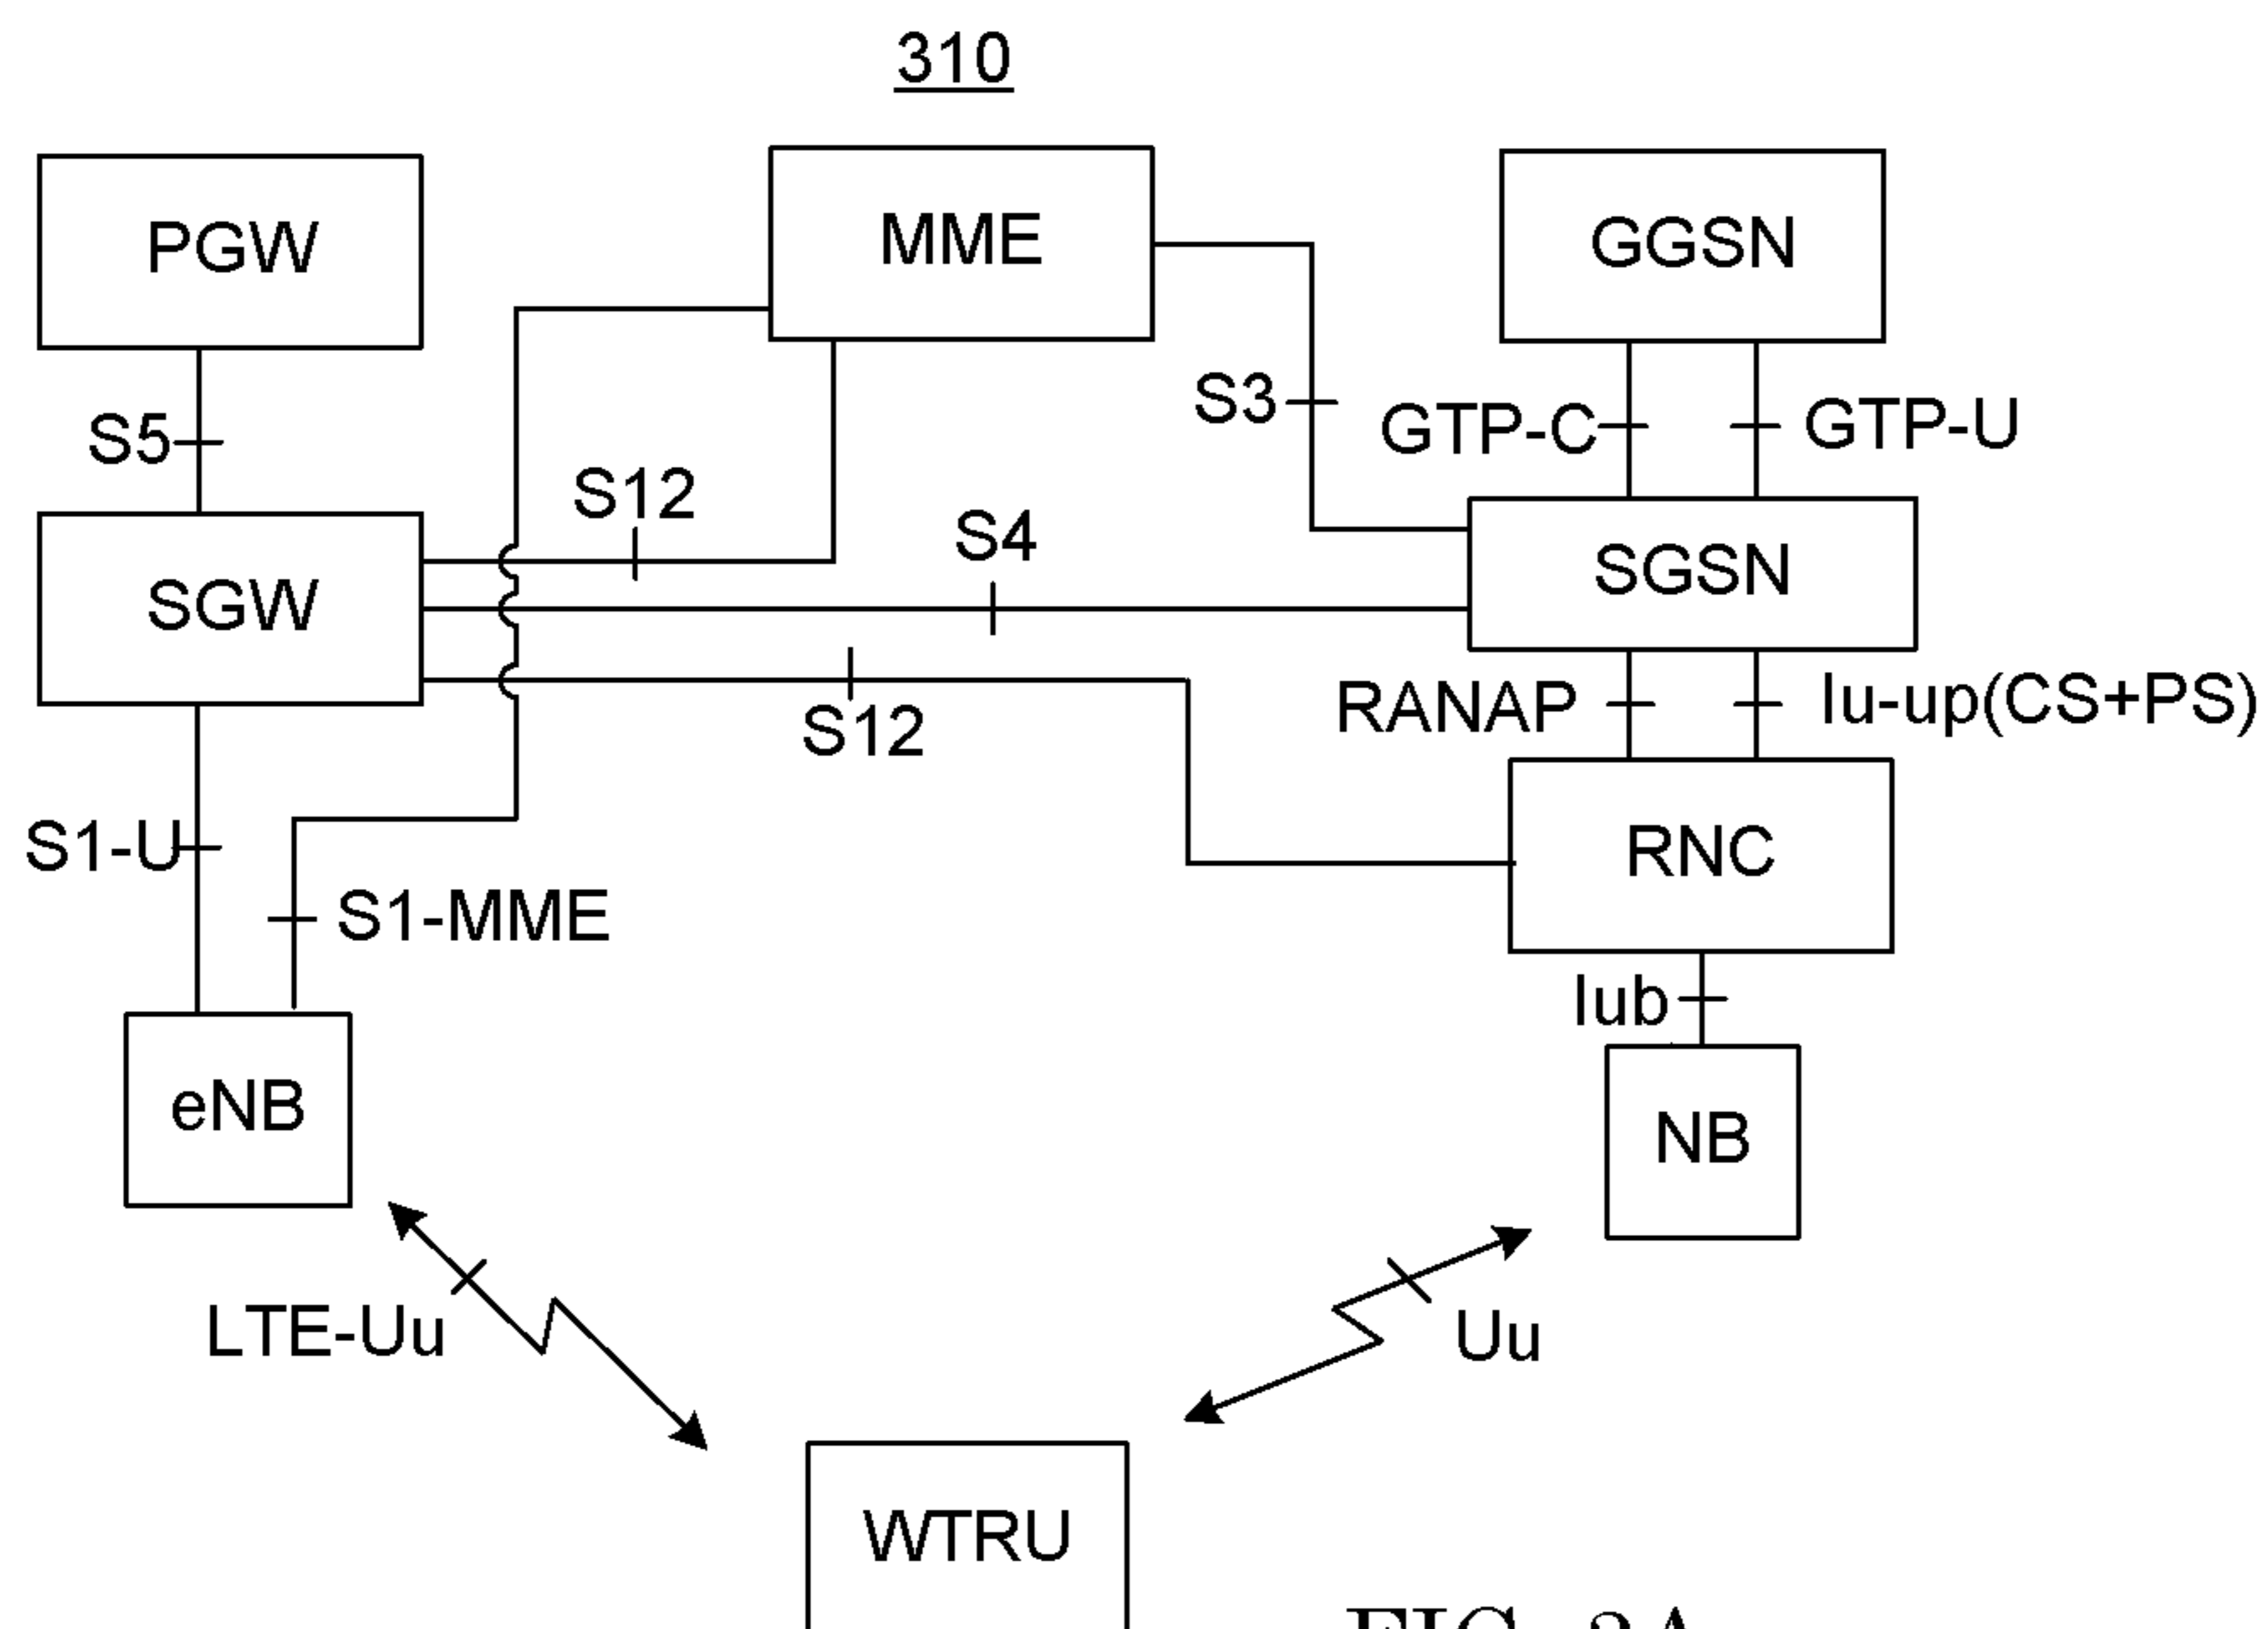 310
PGW
MME
GGSN
S5
S12
S3
GTP-C
GTP-U
SGW
S4
SGSN
S12
RANAP
Iu-up(CS+PS)
S1-U
S1-MME
RNC
Iub
eNB
NB
LTE-Uu
Uu
WTRU